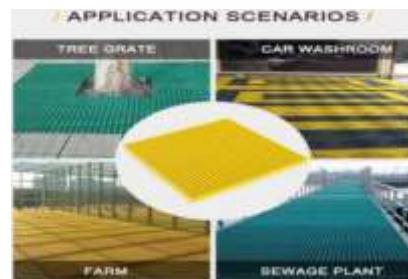 / APPLICATION SCENARIOS /
TREE GRATE
CAR WASHROOM
FARM
SEWAGE PLANT